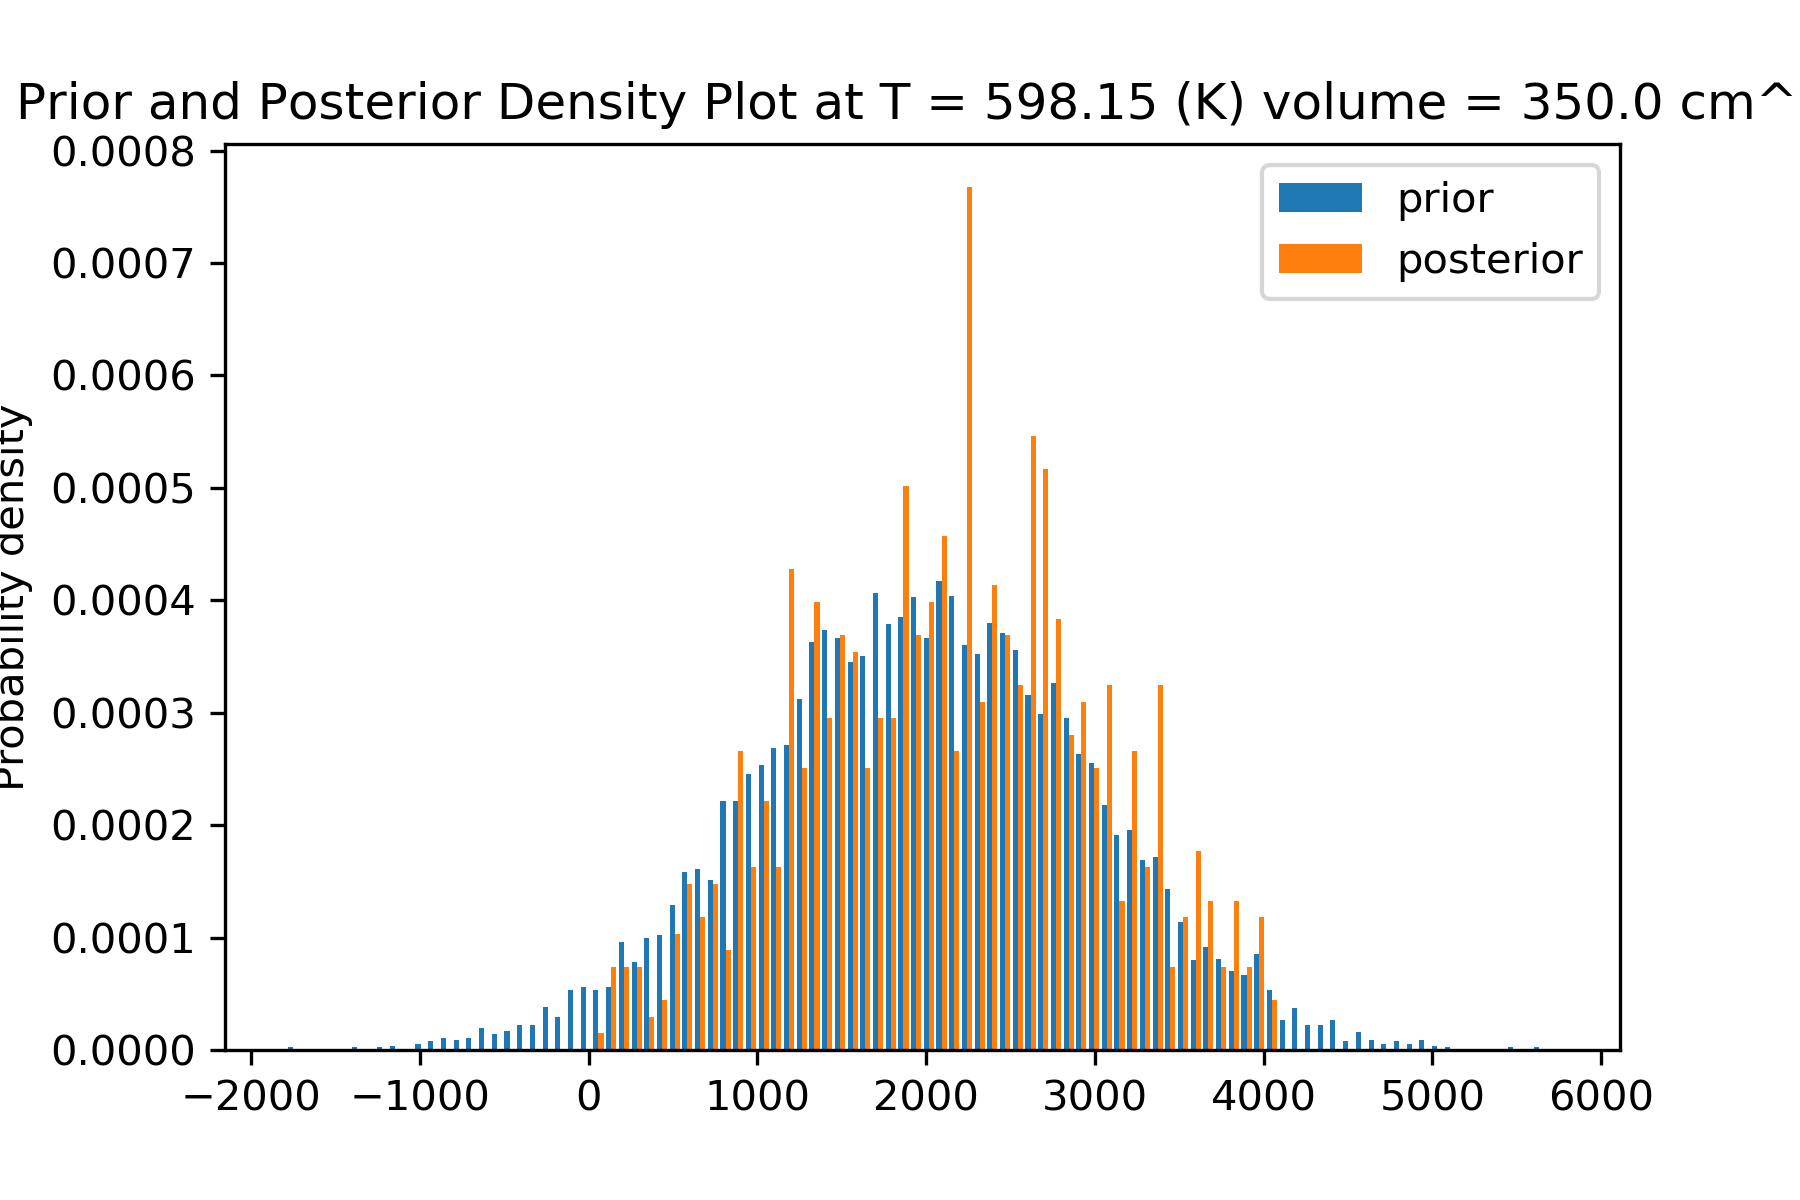 Prior and Posterior Density Plot at T = 598.15 (K) volume = 350.0 cm^
prior
posterior
Probability density
0.0008
0.0007
0.0006
0.0005
0.0004
0.0003
0.0002
0.0001
0.0000
−2000 −1000 0 1000 2000 3000 4000 5000 6000